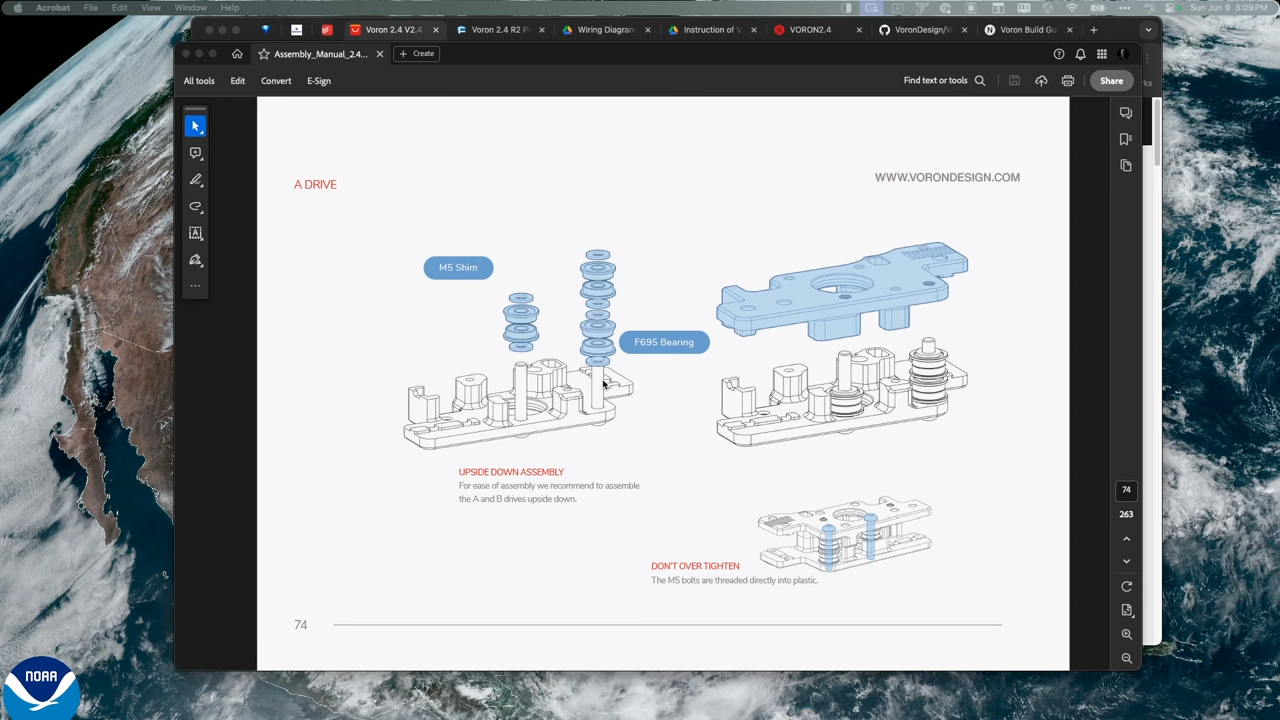 Acrobat File Edit View Window Help
Sun Jun 9 3:09 PM
Voron 2.4 V2.4
Voron 2.4 R2 P
Wiring Diagram
Instruction of V
VORON2.4
VoronDesign/V
Voron Build Gu
Assembly_Manual_2.4...
Create
All tools Edit Convert E-Sign
Find text or tools
Share
A DRIVE
WWW.VORONDESIGN.COM
M5 Shim
F695 Bearing
UPSIDE DOWN ASSEMBLY
For ease of assembly we recommend to assemble
the A and B drives upside down.
DON'T OVER TIGHTEN
The M5 bolts are threaded directly into plastic.
74
74
263
NOAA